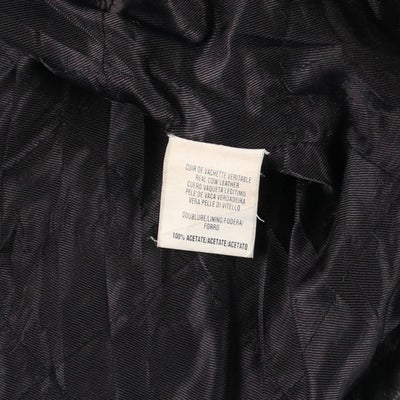 CUIR DE VACHETTE VERITABLE
REAL COW LEATHER
CUERO VAQUETA LEGITIMO
PELE DE VACA VERDADEIRA
VERA PELLE DI VITELLO
DOUBLURE/LINING/FODERA/
FORRO
100% ACETATE/ACETATE/ACETATO